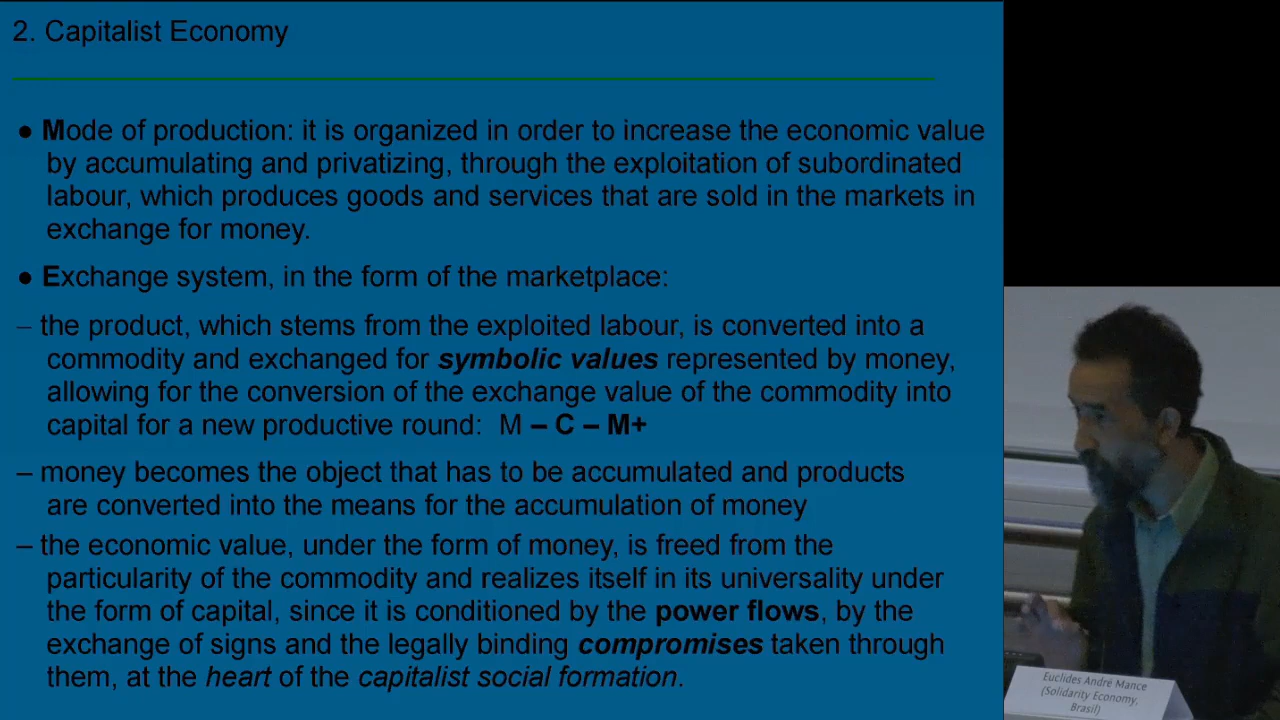 2. Capitalist Economy
● Mode of production: it is organized in order to increase the economic value
by accumulating and privatizing, through the exploitation of subordinated
labour, which produces goods and services that are sold in the markets in
exchange for money.
● Exchange system, in the form of the marketplace:
– the product, which stems from the exploited labour, is converted into a
commodity and exchanged for symbolic values represented by money,
allowing for the conversion of the exchange value of the commodity into
capital for a new productive round: M – C – M+
– money becomes the object that has to be accumulated and products
are converted into the means for the accumulation of money
– the economic value, under the form of money, is freed from the
particularity of the commodity and realizes itself in its universality under
the form of capital, since it is conditioned by the power flows, by the
exchange of signs and the legally binding compromises taken through
them, at the heart of the capitalist social formation.
Euclides André Mance
(Solidarity Economy,
Brasil)